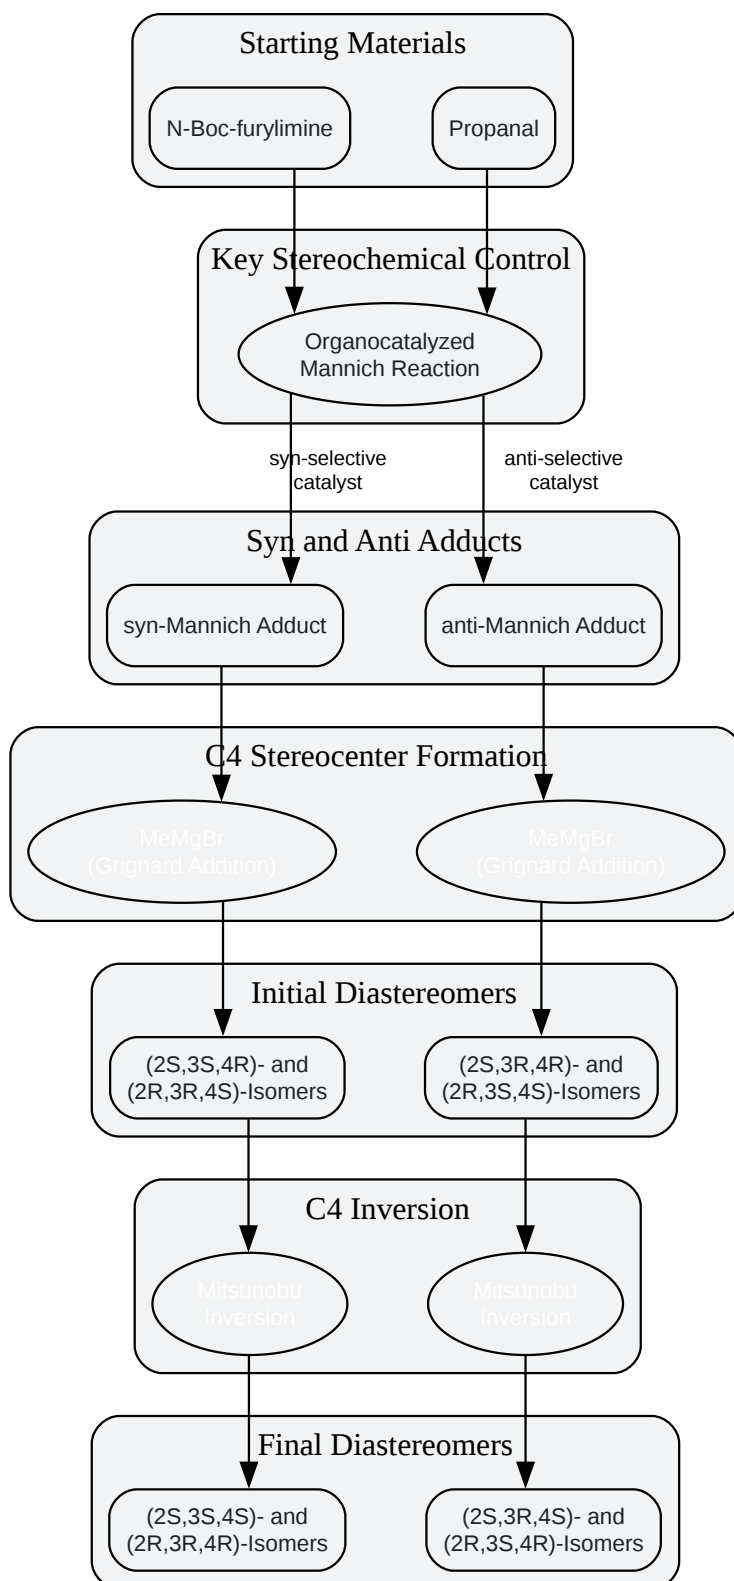 Starting Materials
N-Boc-furylimine
Propanal
Key Stereochemical Control
Organocatalyzed
Mannich Reaction
syn-selective
catalyst
anti-selective
catalyst
Syn and Anti Adducts
syn-Mannich Adduct
anti-Mannich Adduct
C4 Stereocenter Formation
MeMgBr
(Grignard Addition)
MeMgBr
(Grignard Addition)
Initial Diastereomers
(2S,3S,4R)- and
(2R,3R,4S)-Isomers
(2S,3R,4R)- and
(2R,3S,4S)-Isomers
C4 Inversion
Mitsunobu
Inversion
Mitsunobu
Inversion
Final Diastereomers
(2S,3S,4S)- and
(2R,3R,4R)-Isomers
(2S,3R,4S)- and
(2R,3S,4R)-Isomers